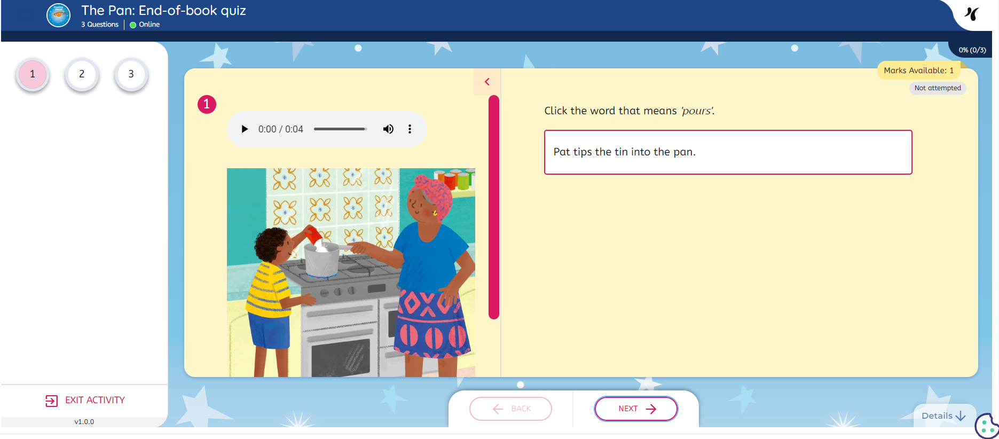 The Pan: End-of-book quiz
3 Questions
Online
0% (0/3)
1
2
3
Marks Available: 1
Not attempted
1
0:00 / 0:04
Click the word that means 'pours'.
Pat tips the tin into the pan.
EXIT ACTIVITY
v1.0.0
BACK
NEXT
Details